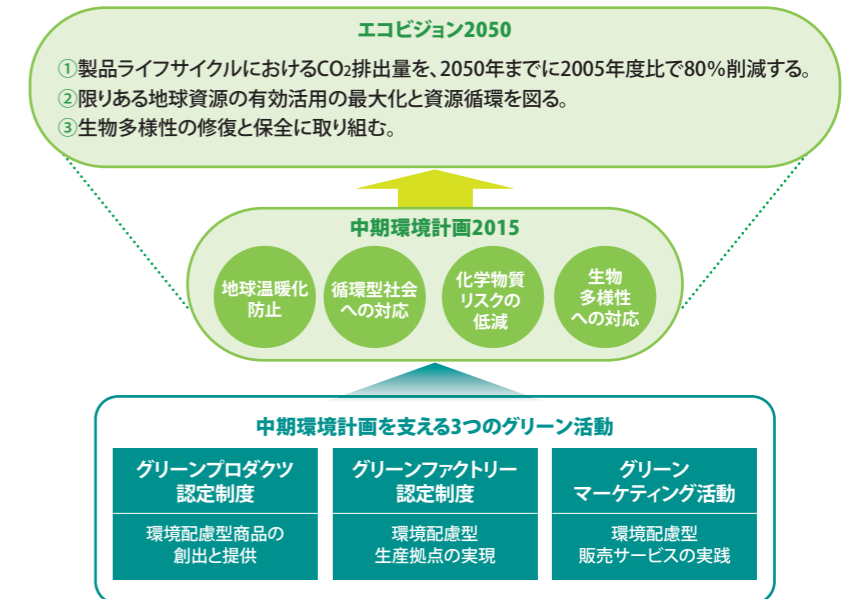 エコビジョン2050
①製品ライフサイクルにおけるCO₂排出量を、2050年までに2005年度比で80%削減する。
②限りある地球資源の有効活用の最大化と資源循環を図る。
③生物多様性の修復と保全に取り組む。
中期環境計画2015
地球温暖化
防止
循環型社会
への対応
化学物質
リスクの
低減
生物
多様性
への対応
中期環境計画を支える3つのグリーン活動
グリーンプロダクツ
認定制度
環境配慮型商品の
創出と提供
グリーンファクトリー
認定制度
環境配慮型
生産拠点の実現
グリーン
マーケティング活動
環境配慮型
販売サービスの実践